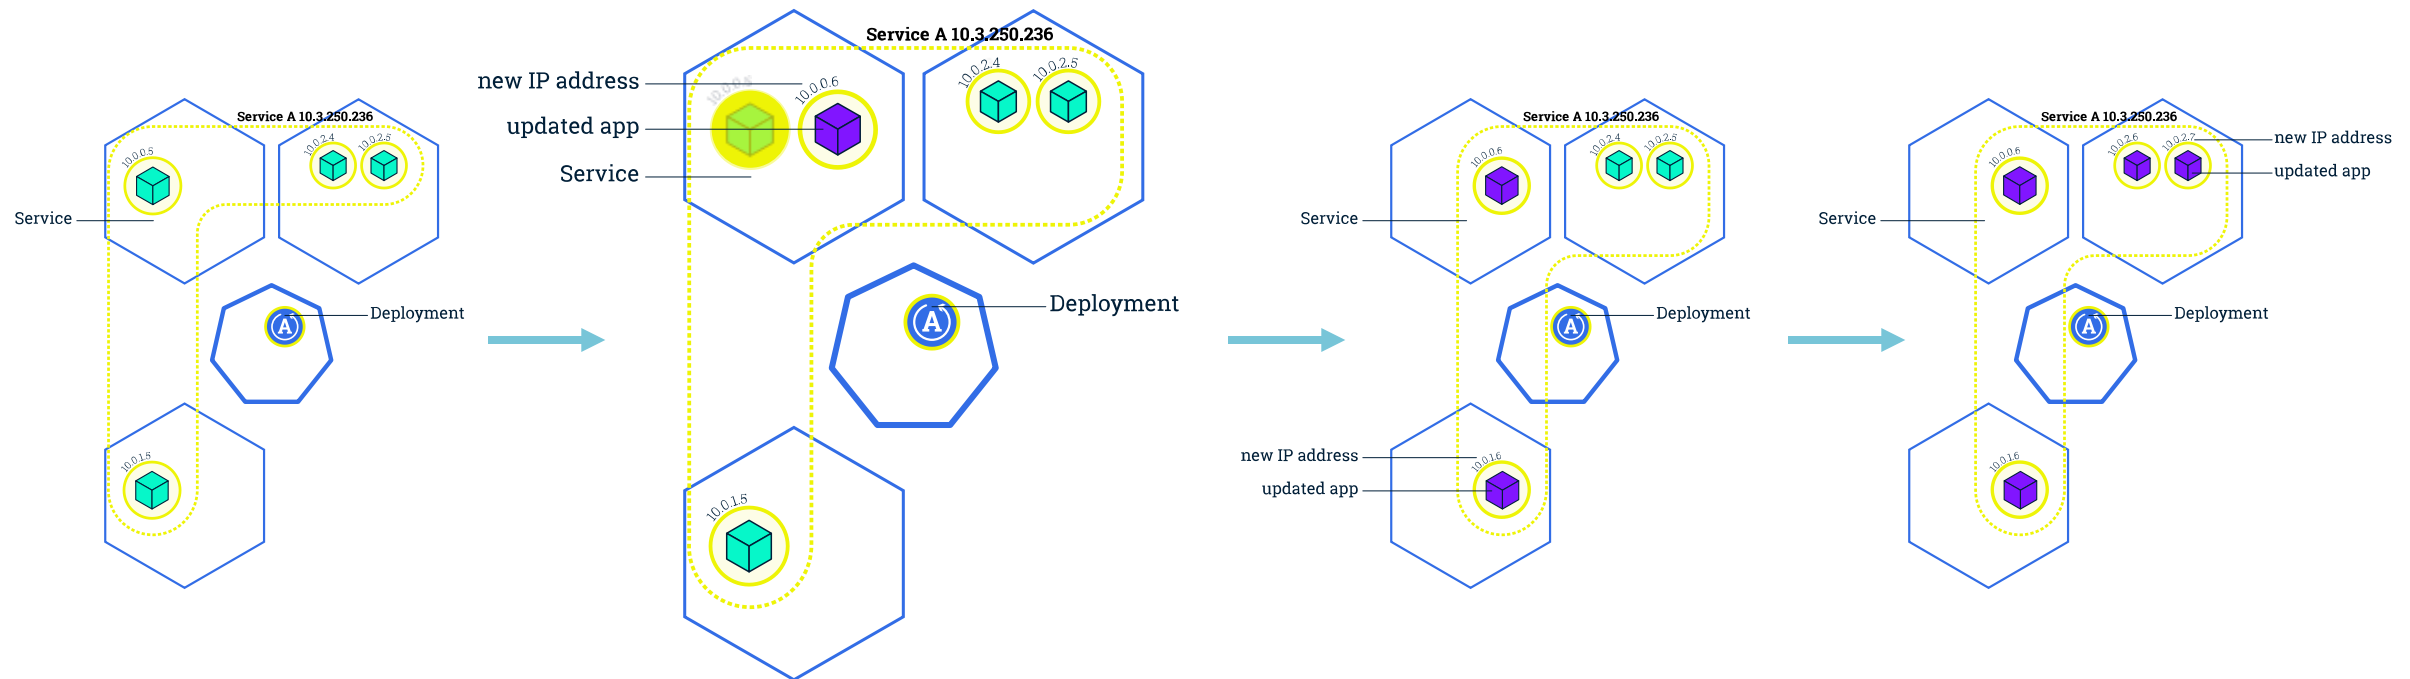 Service A 10.3.250.236
10.0.0.5
10.0.2.4
10.0.2.5
Service
A
Deployment
10.0.1.5
Service A 10.3.250.236
new IP address
10.0.0.6
10.0.2.4
10.0.2.5
updated app
Service
A
Deployment
10.0.1.5
Service A 10.3.250.236
10.0.0.6
10.0.2.4
10.0.2.5
Service
A
Deployment
new IP address
10.0.1.6
updated app
Service A 10.3.250.236
10.0.0.6
10.0.2.6
10.0.2.7
new IP address
updated app
Service
A
Deployment
10.0.1.6